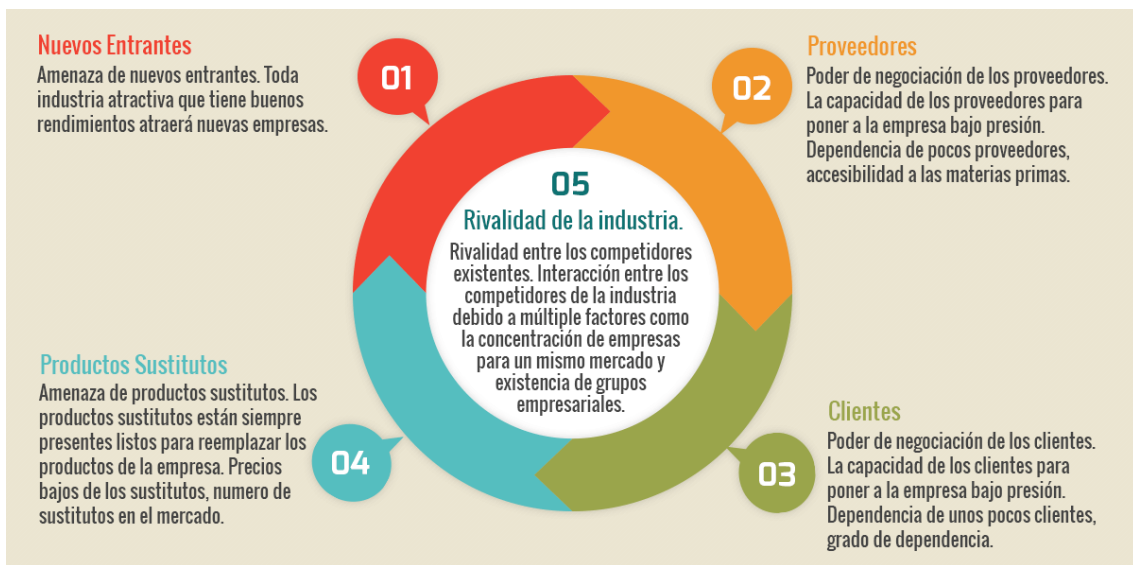 Nuevos Entrantes
Amenaza de nuevos entrantes. Toda
industria atractiva que tiene buenos
rendimientos atraerá nuevas empresas.
01
02
Proveedores
Poder de negociación de los proveedores.
La capacidad de los proveedores para
poner a la empresa bajo presión.
Dependencia de pocos proveedores,
accesibilidad a las materias primas.
05
Rivalidad de la industria.
Rivalidad entre los competidores
existentes. Interacción entre los
competidores de la industria
debido a múltiple factores como
la concentración de empresas
para un mismo mercado y
existencia de grupos
empresariales.
Productos Sustitutos
Amenaza de productos sustitutos. Los
productos sustitutos están siempre
presentes listos para reemplazar los
productos de la empresa. Precios
bajos de los sustitutos, numero de
sustitutos en el mercado.
04
03
Clientes
Poder de negociación de los clientes.
La capacidad de los clientes para
poner a la empresa bajo presión.
Dependencia de unos pocos clientes,
grado de dependencia.